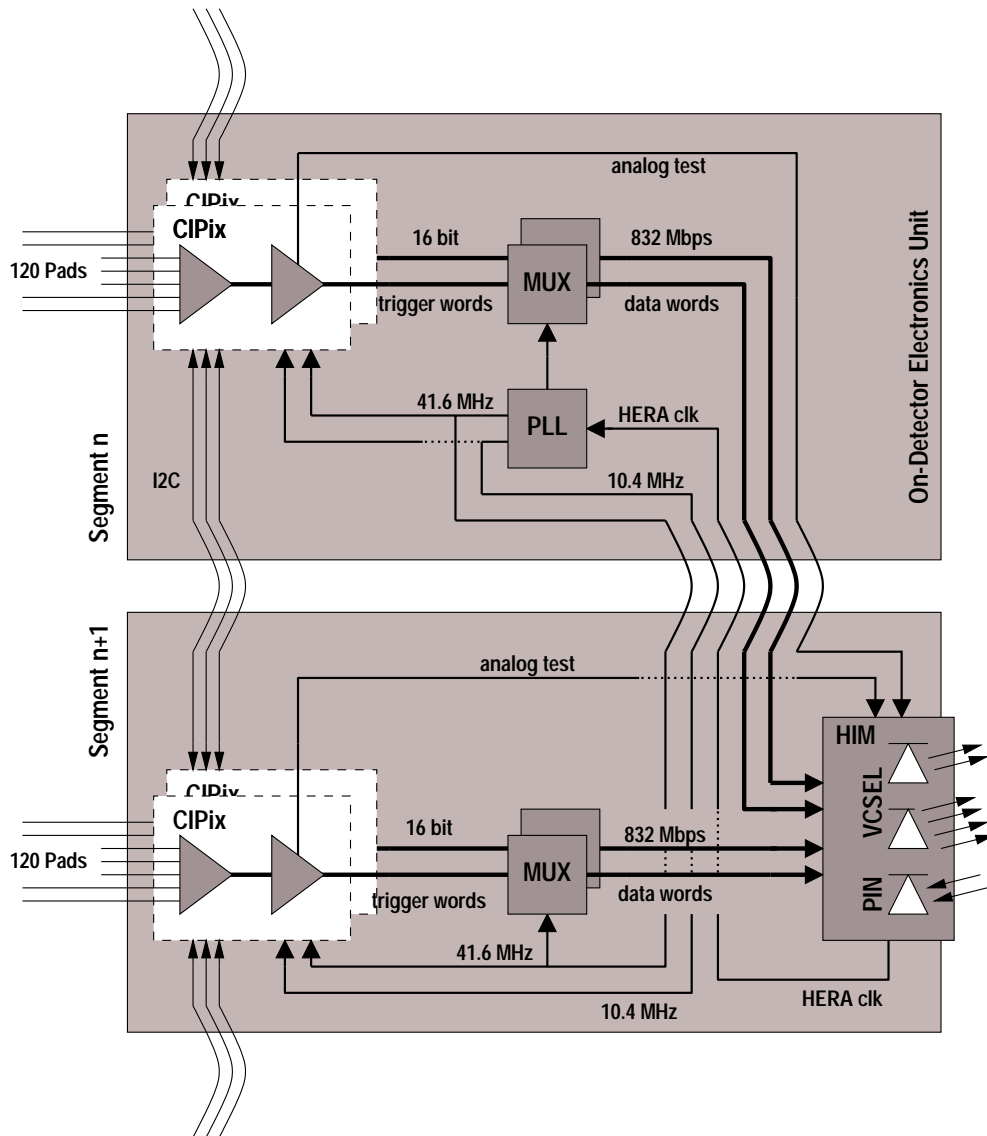 analog test
CIPix
CIPix
16 bit
832 Mbps
120 Pads
MUX
trigger words
data words
On-Detector Electronics Unit
41.6 MHz
PLL
HERA clk
I2C
10.4 MHz
Segment n
Segment n+1
analog test
HIM
VCSEL
PIN
CIPix
CIPix
16 bit
832 Mbps
120 Pads
MUX
trigger words
data words
41.6 MHz
10.4 MHz
HERA clk